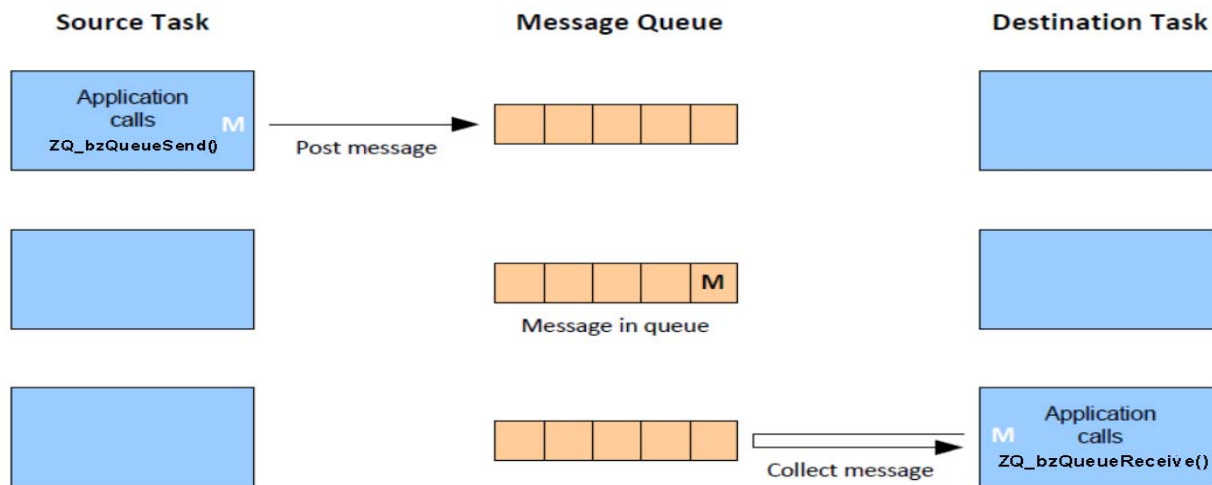 Source Task
Message Queue
Destination Task
Application
calls
M
ZQ_bzQueueSend()
Post message
M
Message in queue
Application
M
calls
ZQ_bzQueueReceive()
Collect message